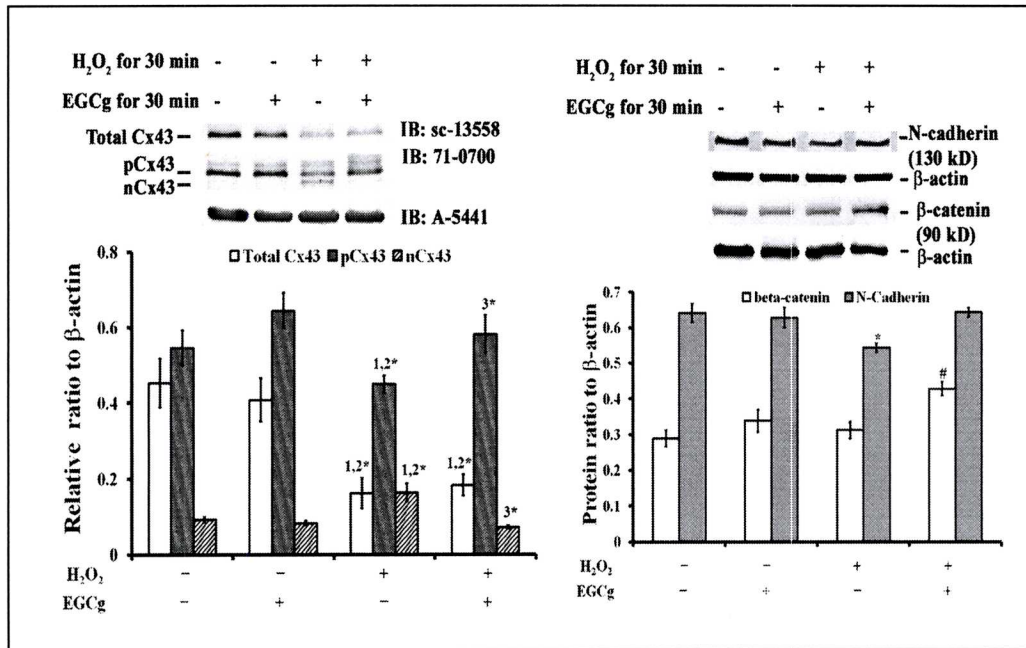 H₂O₂ for 30 min - - + +
EGCg for 30 min - + - +
Total Cx43 –
IB: sc-13558
pCx43
IB: 71-0700
nCx43
IB: A-5441
0.8
□ Total Cx43 ■ pCx43 ▨ nCx43
0.6
0.4
0.2
0
Relative ratio to β-actin
3*
1,2*
1,2*
1,2*
1,2*
3*
H₂O₂ – – + +
EGCg – + – +
H₂O₂ for 30 min - - + +
EGCg for 30 min - + - +
N-cadherin
(130 kD)
- β-actin
- β-catenin
(90 kD)
β-actin
0.7
□ beta-catenin ■ N-Cadherin
0.6
0.5
0.4
0.3
0.2
0.1
0
Protein ratio to β-actin
*
#
H₂O₂ – – + +
EGCg – + – +